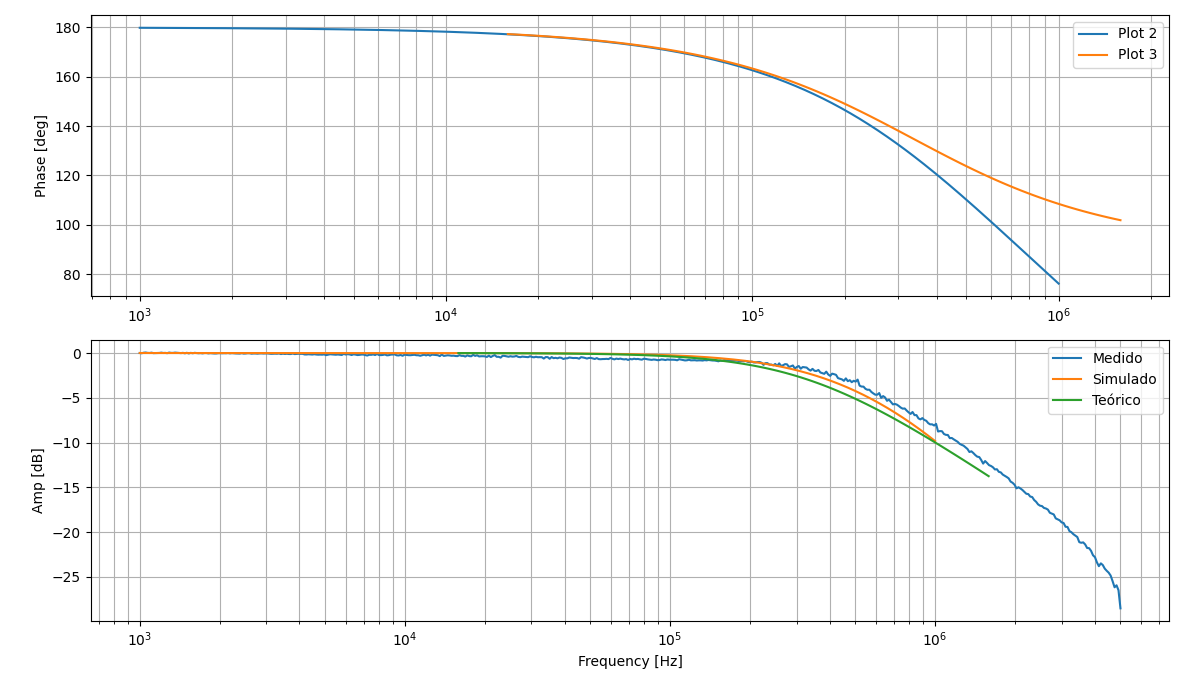 180
160
140
120
100
80
Phase [deg]
Plot 2
Plot 3
10³
10⁴
10⁵
10⁶
0
−5
−10
−15
−20
−25
Amp [dB]
Medido
Simulado
Teórico
10³
10⁴
10⁵
10⁶
Frequency [Hz]